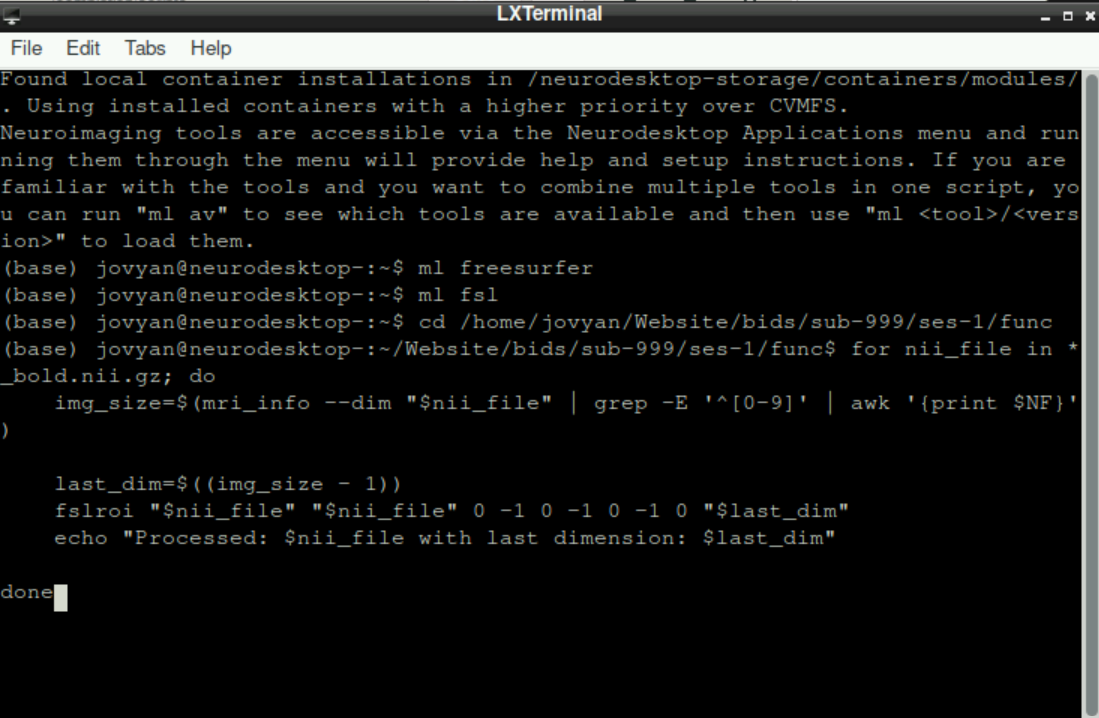 LXTerminal
File Edit Tabs Help
Found local container installations in /neurodesktop-storage/containers/modules/
. Using installed containers with a higher priority over CVMFS.
Neuroimaging tools are accessible via the Neurodesktop Applications menu and run
ning them through the menu will provide help and setup instructions. If you are
familiar with the tools and you want to combine multiple tools in one script, yo
u can run "ml av" to see which tools are available and then use "ml <tool>/<vers
ion>" to load them.
(base) jovyan@neurodesktop-:~$ ml freesurfer
(base) jovyan@neurodesktop-:~$ ml fsl
(base) jovyan@neurodesktop-:~$ cd /home/jovyan/Website/bids/sub-999/ses-1/func
(base) jovyan@neurodesktop-:~/Website/bids/sub-999/ses-1/func$ for nii_file in *
_bold.nii.gz; do
    img_size=$(mri_info --dim "$nii_file" | grep -E '^[0-9]' | awk '{print $NF}'
)
    last_dim=$((img_size - 1))
    fslroi "$nii_file" "$nii_file" 0 -1 0 -1 0 -1 0 "$last_dim"
    echo "Processed: $nii_file with last dimension: $last_dim"
done